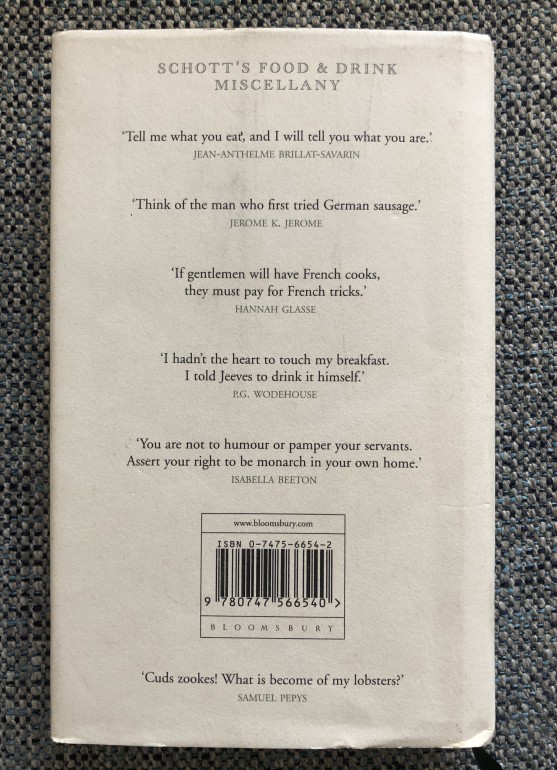 SCHOTT'S FOOD & DRINK
MISCELLANY
‘Tell me what you eat, and I will tell you what you are.’
JEAN-ANTHELME BRILLAT-SAVARIN
‘Think of the man who first tried German sausage.’
JEROME K. JEROME
‘If gentlemen will have French cooks,
they must pay for French tricks.’
HANNAH GLASSE
‘I hadn't the heart to touch my breakfast.
I told Jeeves to drink it himself.’
P.G. WODEHOUSE
‘You are not to humour or pamper your servants.
Assert your right to be monarch in your own home.’
ISABELLA BEETON
www.bloomsbury.com
ISBN 0-7475-6654-2
9 780747 566540 >
BLOOMSBURY
‘Cuds zookes! What is become of my lobsters?’
SAMUEL PEPYS